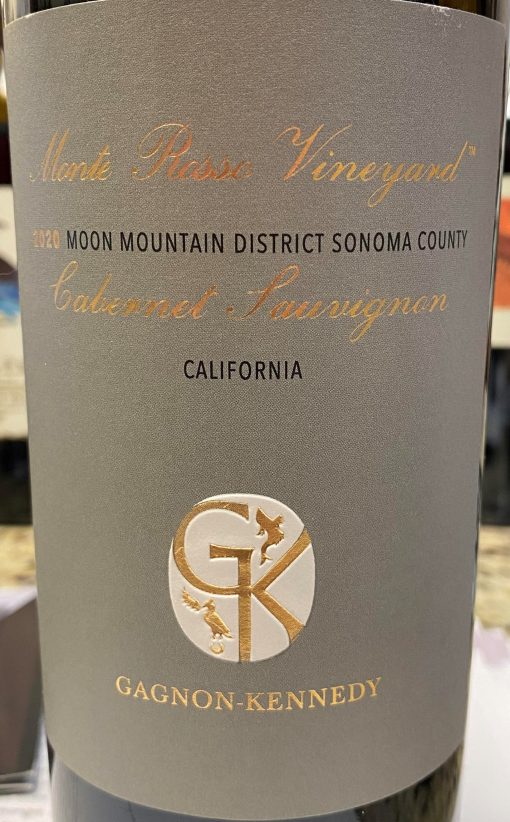 Monte Rosso Vineyard™
2020 MOON MOUNTAIN DISTRICT SONOMA COUNTY
Cabernet Sauvignon
CALIFORNIA
GK
GAGNON-KENNEDY